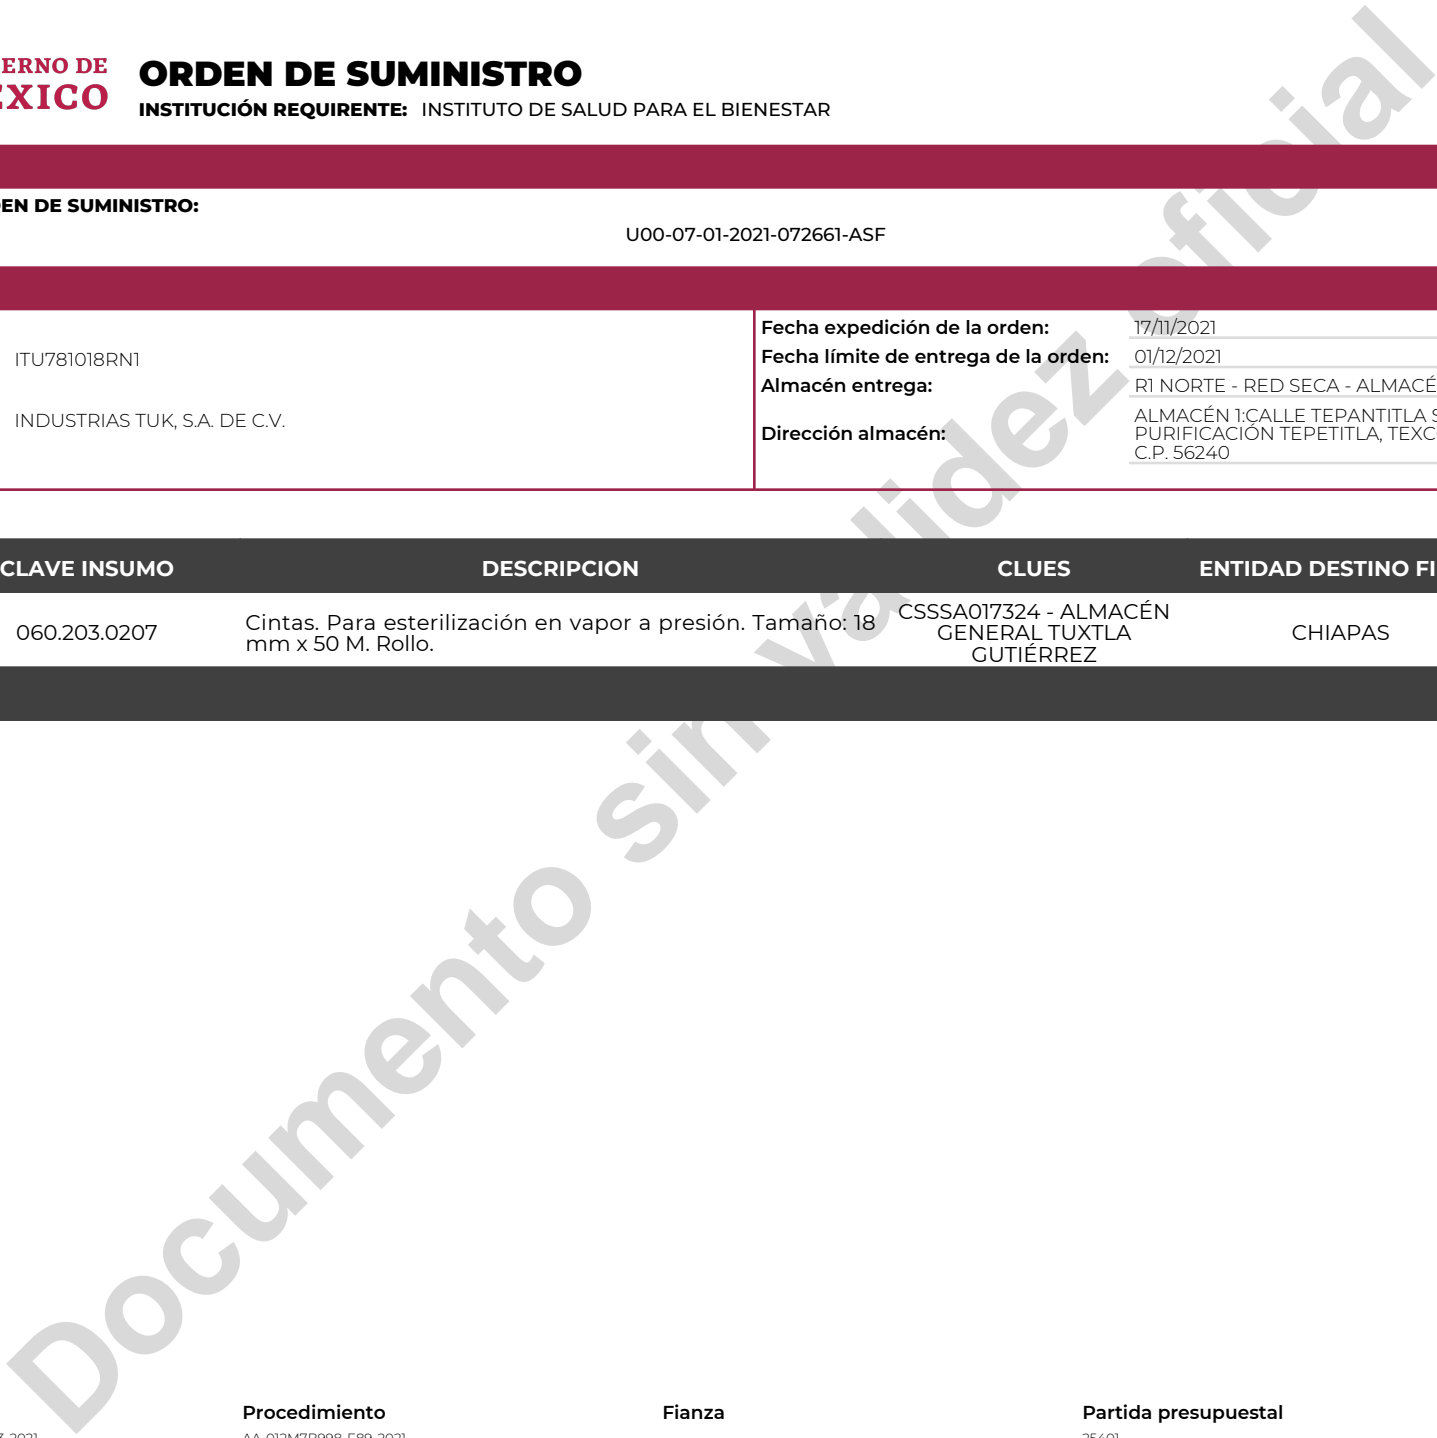 ERNO DE
ÉXICO
ORDEN DE SUMINISTRO
INSTITUCIÓN REQUIRENTE: INSTITUTO DE SALUD PARA EL BIENESTAR
EN DE SUMINISTRO:
U00-07-01-2021-072661-ASF
ITU781018RN1
INDUSTRIAS TUK, S.A. DE C.V.
Fecha expedición de la orden: 17/11/2021
Fecha límite de entrega de la orden: 01/12/2021
Almacén entrega: R1 NORTE - RED SECA - ALMACÉ
Dirección almacén:
ALMACÉN 1:CALLE TEPANTITLA S
PURIFICACIÓN TEPETITLA, TEXC
C.P. 56240
CLAVE INSUMO DESCRIPCION CLUES ENTIDAD DESTINO FI
060.203.0207
Cintas. Para esterilización en vapor a presión. Tamaño: 18
mm x 50 M. Rollo.
CSSSA017324 - ALMACÉN
GENERAL TUXTLA
GUTIÉRREZ
CHIAPAS
Documento sin validez oficial
Procedimiento Fianza Partida presupuestal